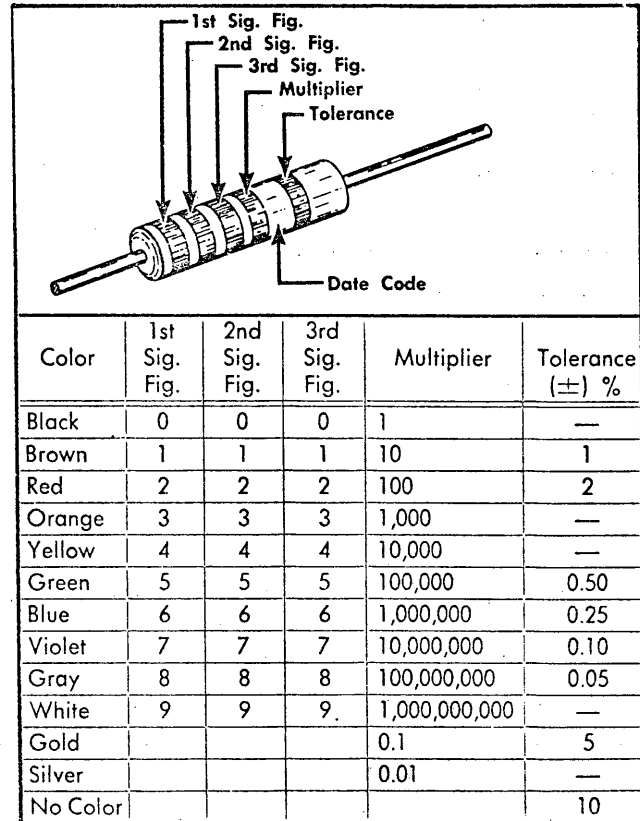 1st Sig. Fig.
2nd Sig. Fig.
3rd Sig. Fig.
Multiplier
Tolerance
Date Code
Color 1st Sig. Fig. 2nd Sig. Fig. 3rd Sig. Fig. Multiplier Tolerance (±) %
Black 0 0 0 1 —
Brown 1 1 1 10 1
Red 2 2 2 100 2
Orange 3 3 3 1,000 —
Yellow 4 4 4 10,000 —
Green 5 5 5 100,000 0.50
Blue 6 6 6 1,000,000 0.25
Violet 7 7 7 10,000,000 0.10
Gray 8 8 8 100,000,000 0.05
White 9 9 9 1,000,000,000 —
Gold 0.1 5
Silver 0.01 —
No Color 10